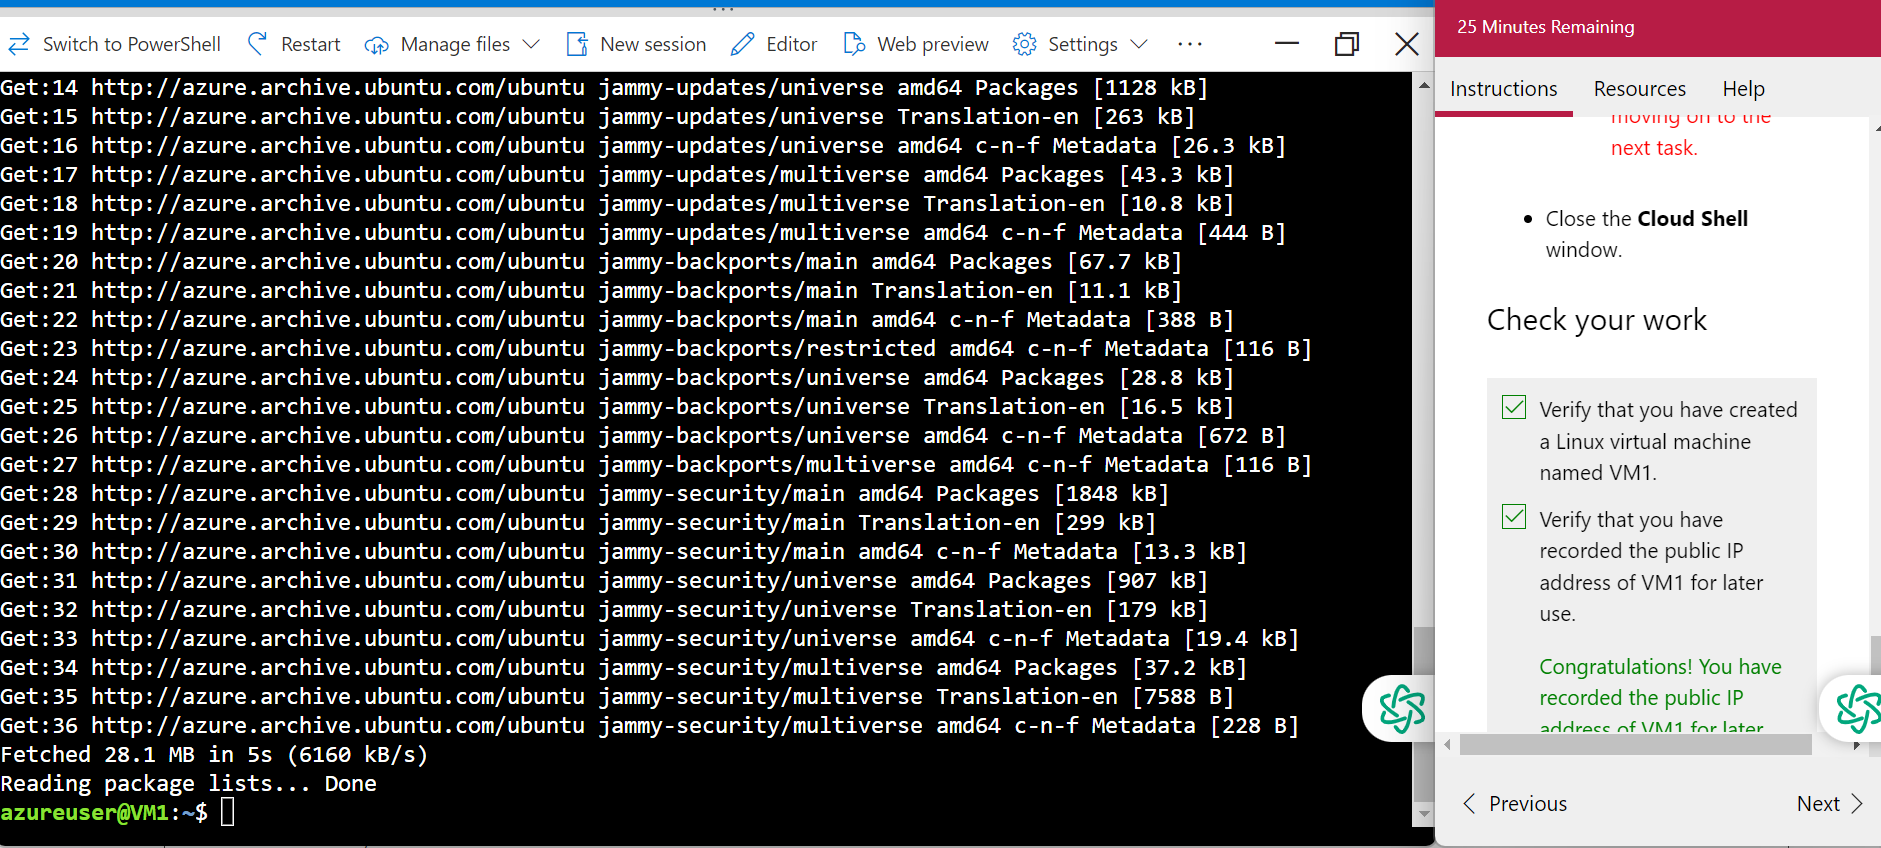 Switch to PowerShell Restart Manage files New session Editor Web preview Settings ...
Get:14 http://azure.archive.ubuntu.com/ubuntu jammy-updates/universe amd64 Packages [1128 kB]
Get:15 http://azure.archive.ubuntu.com/ubuntu jammy-updates/universe Translation-en [263 kB]
Get:16 http://azure.archive.ubuntu.com/ubuntu jammy-updates/universe amd64 c-n-f Metadata [26.3 kB]
Get:17 http://azure.archive.ubuntu.com/ubuntu jammy-updates/multiverse amd64 Packages [43.3 kB]
Get:18 http://azure.archive.ubuntu.com/ubuntu jammy-updates/multiverse Translation-en [10.8 kB]
Get:19 http://azure.archive.ubuntu.com/ubuntu jammy-updates/multiverse amd64 c-n-f Metadata [444 B]
Get:20 http://azure.archive.ubuntu.com/ubuntu jammy-backports/main amd64 Packages [67.7 kB]
Get:21 http://azure.archive.ubuntu.com/ubuntu jammy-backports/main Translation-en [11.1 kB]
Get:22 http://azure.archive.ubuntu.com/ubuntu jammy-backports/main amd64 c-n-f Metadata [388 B]
Get:23 http://azure.archive.ubuntu.com/ubuntu jammy-backports/restricted amd64 c-n-f Metadata [116 B]
Get:24 http://azure.archive.ubuntu.com/ubuntu jammy-backports/universe amd64 Packages [28.8 kB]
Get:25 http://azure.archive.ubuntu.com/ubuntu jammy-backports/universe Translation-en [16.5 kB]
Get:26 http://azure.archive.ubuntu.com/ubuntu jammy-backports/universe amd64 c-n-f Metadata [672 B]
Get:27 http://azure.archive.ubuntu.com/ubuntu jammy-backports/multiverse amd64 c-n-f Metadata [116 B]
Get:28 http://azure.archive.ubuntu.com/ubuntu jammy-security/main amd64 Packages [1848 kB]
Get:29 http://azure.archive.ubuntu.com/ubuntu jammy-security/main Translation-en [299 kB]
Get:30 http://azure.archive.ubuntu.com/ubuntu jammy-security/main amd64 c-n-f Metadata [13.3 kB]
Get:31 http://azure.archive.ubuntu.com/ubuntu jammy-security/universe amd64 Packages [907 kB]
Get:32 http://azure.archive.ubuntu.com/ubuntu jammy-security/universe Translation-en [179 kB]
Get:33 http://azure.archive.ubuntu.com/ubuntu jammy-security/universe amd64 c-n-f Metadata [19.4 kB]
Get:34 http://azure.archive.ubuntu.com/ubuntu jammy-security/multiverse amd64 Packages [37.2 kB]
Get:35 http://azure.archive.ubuntu.com/ubuntu jammy-security/multiverse Translation-en [7588 B]
Get:36 http://azure.archive.ubuntu.com/ubuntu jammy-security/multiverse amd64 c-n-f Metadata [228 B]
Fetched 28.1 MB in 5s (6160 kB/s)
Reading package lists... Done
azureuser@VM1:~$
25 Minutes Remaining
Instructions Resources Help
moving on to the
next task.
• Close the Cloud Shell
window.
Check your work
Verify that you have created
a Linux virtual machine
named VM1.
Verify that you have
recorded the public IP
address of VM1 for later
use.
Congratulations! You have
recorded the public IP
address of VM1 for later
Previous Next